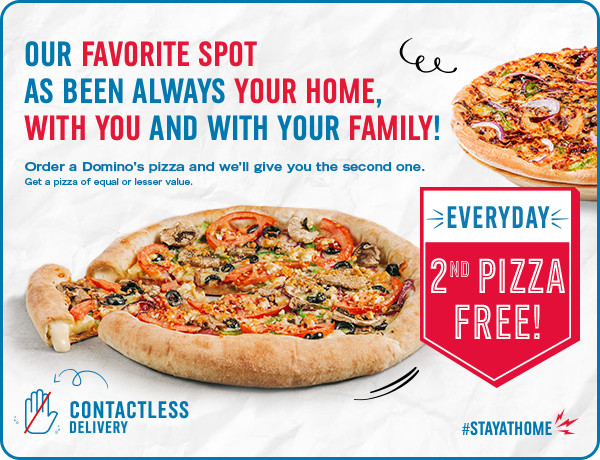 OUR FAVORITE SPOT
AS BEEN ALWAYS YOUR HOME,
WITH YOU AND WITH YOUR FAMILY!
Order a Domino's pizza and we'll give you the second one.
Get a pizza of equal or lesser value.
EVERYDAY
2ND PIZZA
FREE!
CONTACTLESS
DELIVERY
#STAYATHOME